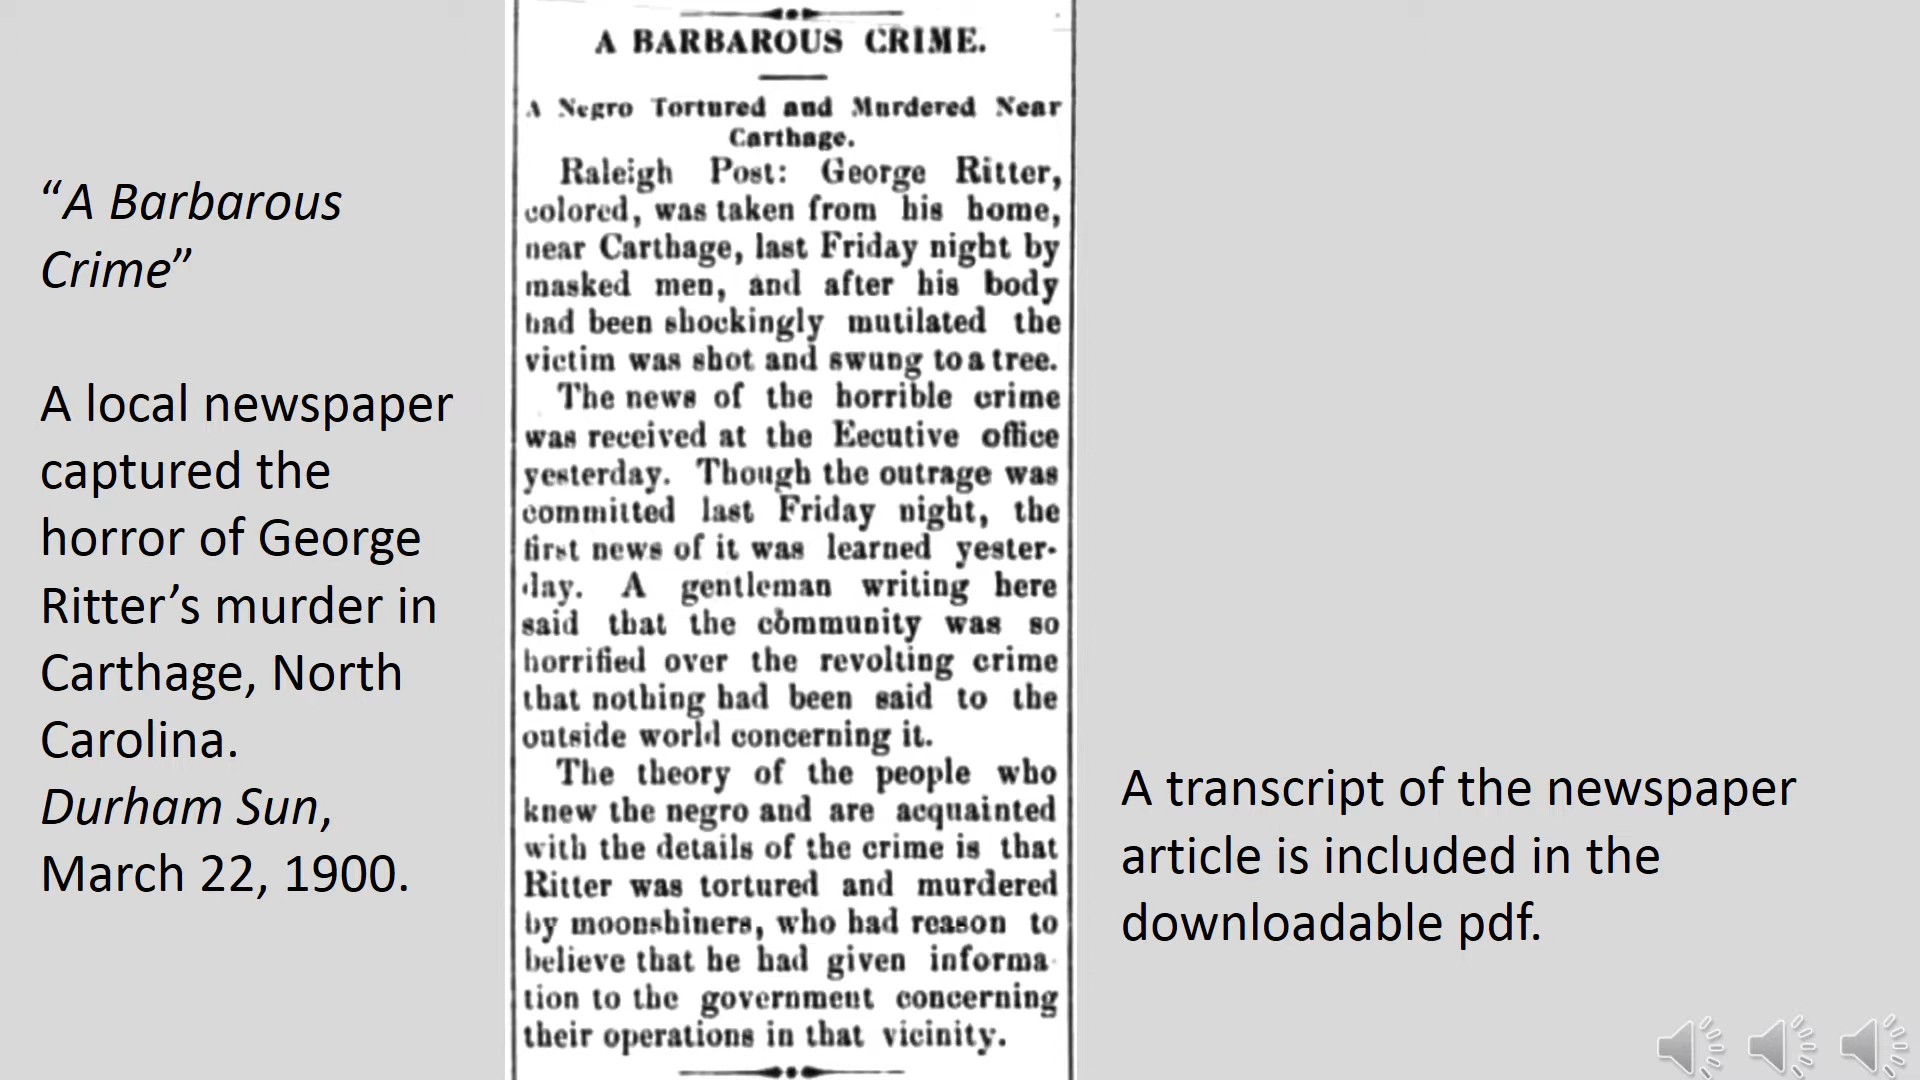 “A Barbarous
Crime”
A local newspaper
captured the
horror of George
Ritter’s murder in
Carthage, North
Carolina.
Durham Sun,
March 22, 1900.
A BARBAROUS CRIME.
A Negro Tortured and Murdered Near
Carthage.
Raleigh Post: George Ritter,
colored, was taken from his home,
near Carthage, last Friday night by
masked men, and after his body
had been shockingly mutilated the
victim was shot and swung to a tree.
The news of the horrible crime
was received at the Eecutive office
yesterday. Though the outrage was
committed last Friday night, the
first news of it was learned yester-
day. A gentleman writing here
said that the community was so
horrified over the revolting crime
that nothing had been said to the
outside world concerning it.
The theory of the people who
knew the negro and are acquainted
with the details of the crime is that
Ritter was tortured and murdered
by moonshiners, who had reason to
believe that he had given informa-
tion to the government concerning
their operations in that vicinity.
A transcript of the newspaper
article is included in the
downloadable pdf.